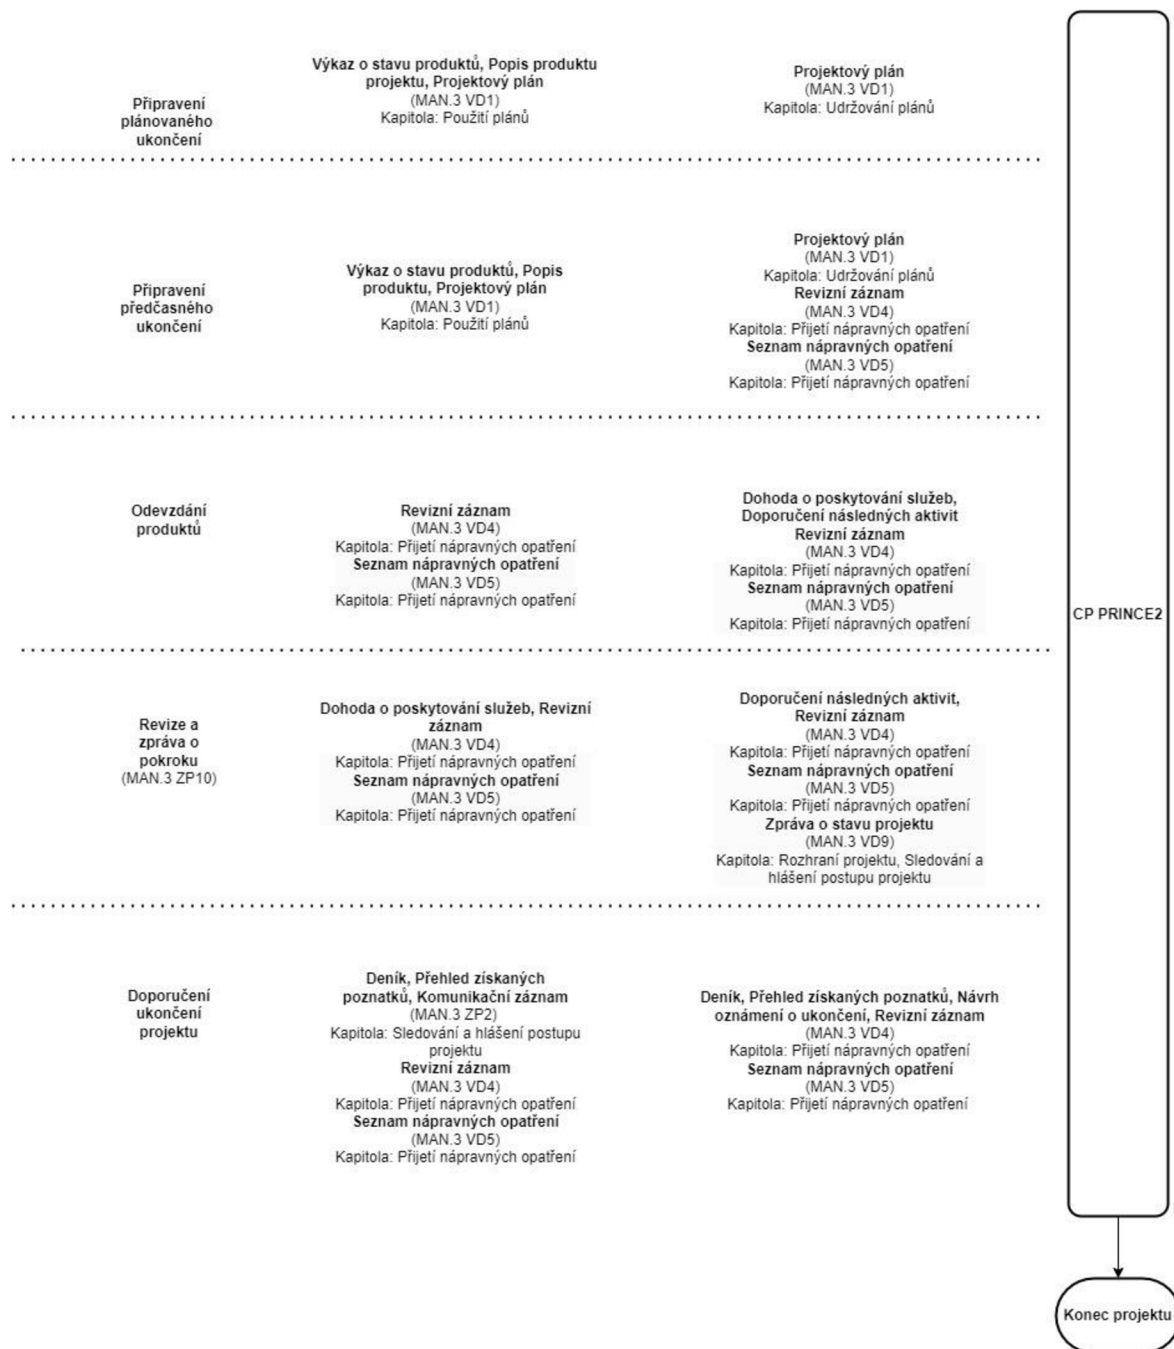 Připravení
plánovaného
ukončení
Výkaz o stavu produktů, Popis produktu
projektu, Projektový plán
(MAN.3 VD1)
Kapitola: Použití plánů
Projektový plán
(MAN.3 VD1)
Kapitola: Udržování plánů
Připravení
předčasného
ukončení
Výkaz o stavu produktů, Popis
produktu, Projektový plán
(MAN.3 VD1)
Kapitola: Použití plánů
Projektový plán
(MAN.3 VD1)
Kapitola: Udržování plánů
Revizní záznam
(MAN.3 VD4)
Kapitola: Přijetí nápravných opatření
Seznam nápravných opatření
(MAN.3 VD5)
Kapitola: Přijetí nápravných opatření
Odevzdání
produktů
Revizní záznam
(MAN.3 VD4)
Kapitola: Přijetí nápravných opatření
Seznam nápravných opatření
(MAN.3 VD5)
Kapitola: Přijetí nápravných opatření
Dohoda o poskytování služeb,
Doporučení následných aktivit
Revizní záznam
(MAN.3 VD4)
Kapitola: Přijetí nápravných opatření
Seznam nápravných opatření
(MAN.3 VD5)
Kapitola: Přijetí nápravných opatření
Revize a
zpráva o
pokroku
(MAN.3 ZP10)
Dohoda o poskytování služeb, Revizní
záznam
(MAN.3 VD4)
Kapitola: Přijetí nápravných opatření
Seznam nápravných opatření
(MAN.3 VD5)
Kapitola: Přijetí nápravných opatření
Doporučení následných aktivit,
Revizní záznam
(MAN.3 VD4)
Kapitola: Přijetí nápravných opatření
Seznam nápravných opatření
(MAN.3 VD5)
Kapitola: Přijetí nápravných opatření
Zpráva o stavu projektu
(MAN.3 VD9)
Kapitola: Rozhraní projektu, Sledování a
hlášení postupu projektu
Doporučení
ukončení
projektu
Deník, Přehled získaných
poznatků, Komunikační záznam
(MAN.3 ZP2)
Kapitola: Sledování a hlášení postupu
projektu
Revizní záznam
(MAN.3 VD4)
Kapitola: Přijetí nápravných opatření
Seznam nápravných opatření
(MAN.3 VD5)
Kapitola: Přijetí nápravných opatření
Deník, Přehled získaných poznatků, Návrh
oznámení o ukončení, Revizní záznam
(MAN.3 VD4)
Kapitola: Přijetí nápravných opatření
Seznam nápravných opatření
(MAN.3 VD5)
Kapitola: Přijetí nápravných opatření
CP PRINCE2
Konec projektu